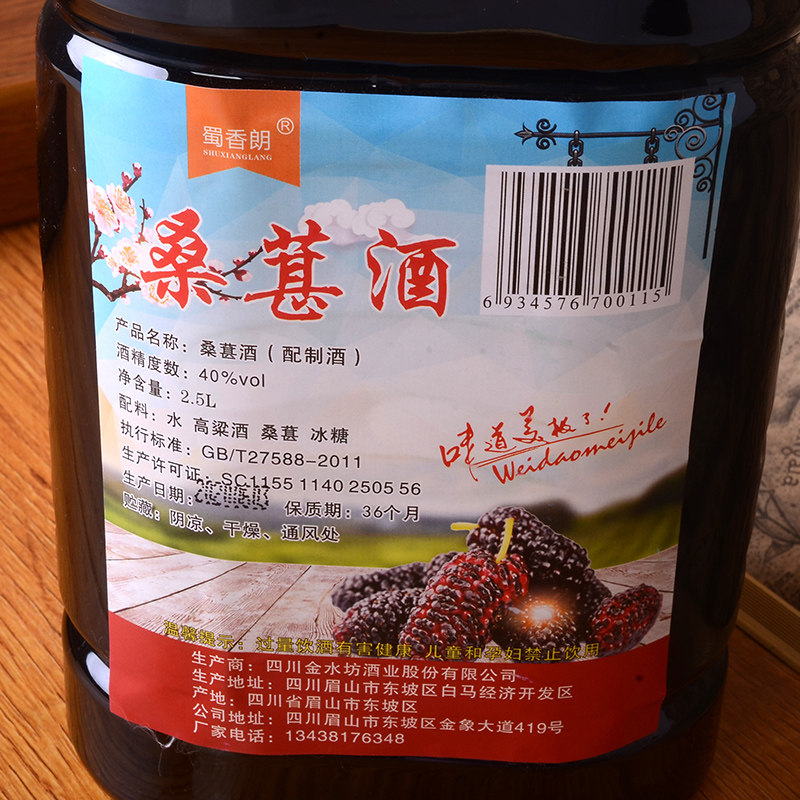 蜀香朗®
SHUXIANGLANG
桑葚酒
6 934576 700115
产品名称：桑葚酒（配制酒）
酒精度数：40%vol
净含量：2.5L
配料：水 高粱酒 桑葚 冰糖
执行标准：GB/T27588-2011
生产许可证：SC1155 1140 2505 56
生产日期： 保质期：36个月
贮藏：阴凉、干燥、通风处
味道美极了！
Weidaomeijile
温馨提示：过量饮酒有害健康 儿童和孕妇禁止饮用
生产商：四川金水坊酒业股份有限公司
生产地址：四川眉山市东坡区白马经济开发区
产地：四川省眉山市东坡区
公司地址：四川眉山市东坡区金象大道419号
厂家电话：13438176348